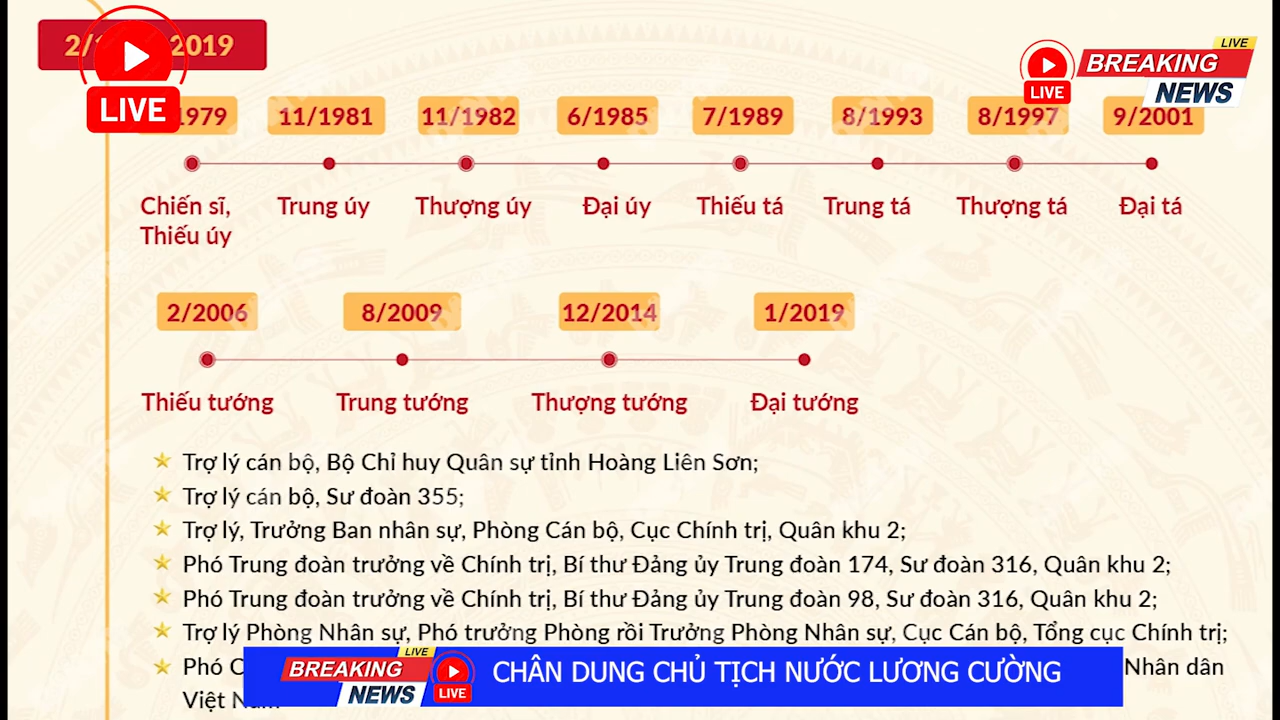 2/ 2019
LIVE
LIVE
BREAKING
NEWS
LIVE
1979 11/1981 11/1982 6/1985 7/1989 8/1993 8/1997 9/2001
Chiến sĩ, Trung úy Thượng úy Đại úy Thiếu tá Trung tá Thượng tá Đại tá
Thiếu úy
2/2006 8/2009 12/2014 1/2019
Thiếu tướng Trung tướng Thượng tướng Đại tướng
Trợ lý cán bộ, Bộ Chỉ huy Quân sự tỉnh Hoàng Liên Sơn;
Trợ lý cán bộ, Sư đoàn 355;
Trợ lý, Trưởng Ban nhân sự, Phòng Cán bộ, Cục Chính trị, Quân khu 2;
Phó Trung đoàn trưởng về Chính trị, Bí thư Đảng ủy Trung đoàn 174, Sư đoàn 316, Quân khu 2;
Phó Trung đoàn trưởng về Chính trị, Bí thư Đảng ủy Trung đoàn 98, Sư đoàn 316, Quân khu 2;
Trợ lý Phòng Nhân sự, Phó trưởng Phòng rồi Trưởng Phòng Nhân sự, Cục Cán bộ, Tổng cục Chính trị;
Phó Nhân dân
Việt
LIVE
BREAKING
NEWS
LIVE
CHÂN DUNG CHỦ TỊCH NƯỚC LƯƠNG CƯỜNG